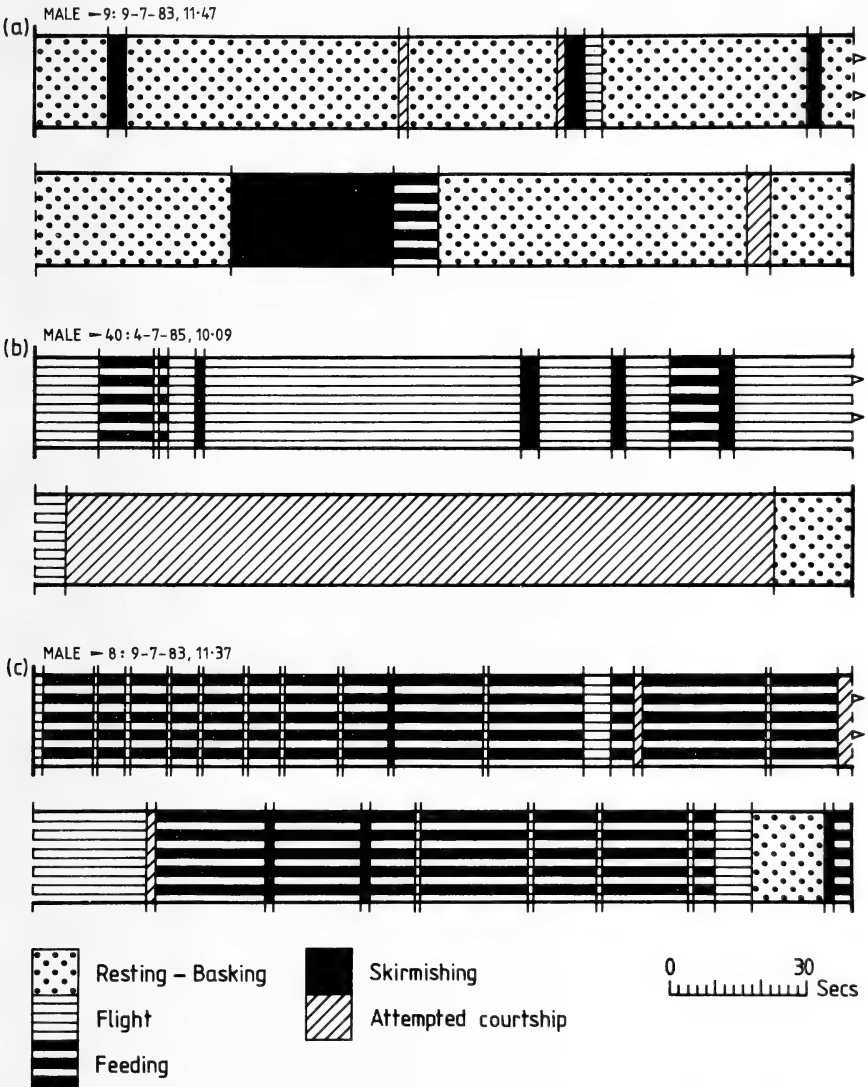 (a) MALE – 9: 9-7-83, 11·47
(b) MALE – 40: 4-7-85, 10·09
(c) MALE – 8: 9-7-83, 11·37
Resting – Basking
Skirmishing
Flight
Attempted courtship
Feeding
0 30 Secs